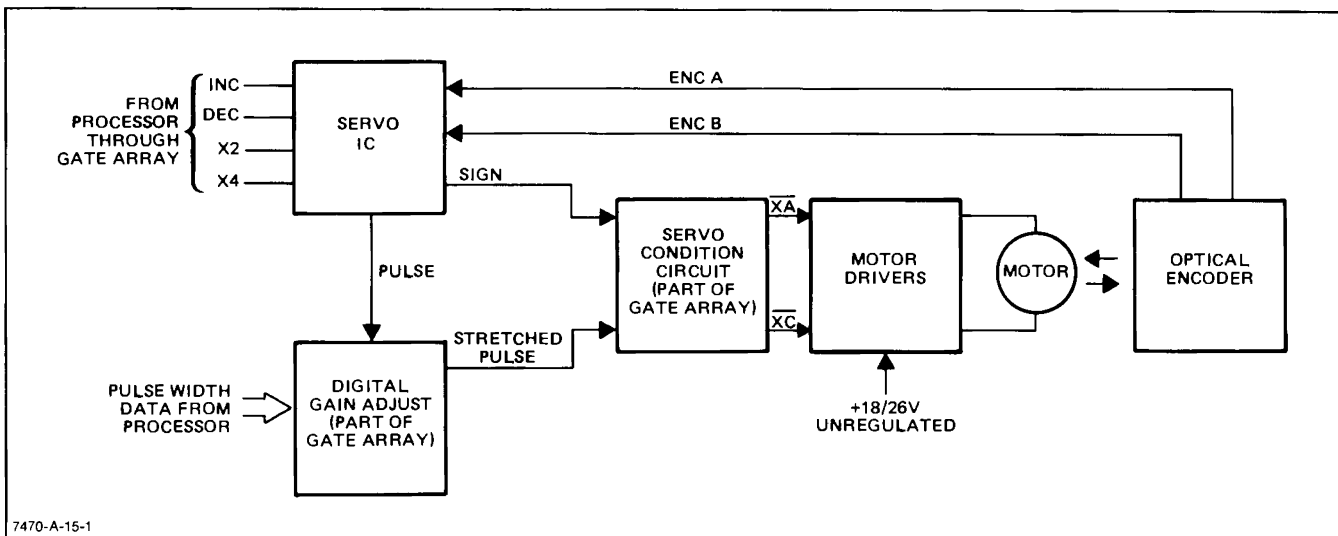 FROM
PROCESSOR
THROUGH
GATE ARRAY
INC
DEC
X2
X4
SERVO
IC
ENC A
ENC B
SIGN
PULSE
SERVO
CONDITION
CIRCUIT
(PART OF
GATE ARRAY)
X̅A̅
X̅C̅
MOTOR
DRIVERS
MOTOR
OPTICAL
ENCODER
STRETCHED
PULSE
PULSE WIDTH
DATA FROM
PROCESSOR
DIGITAL
GAIN ADJUST
(PART OF
GATE ARRAY)
+18/26V
UNREGULATED
7470-A-15-1